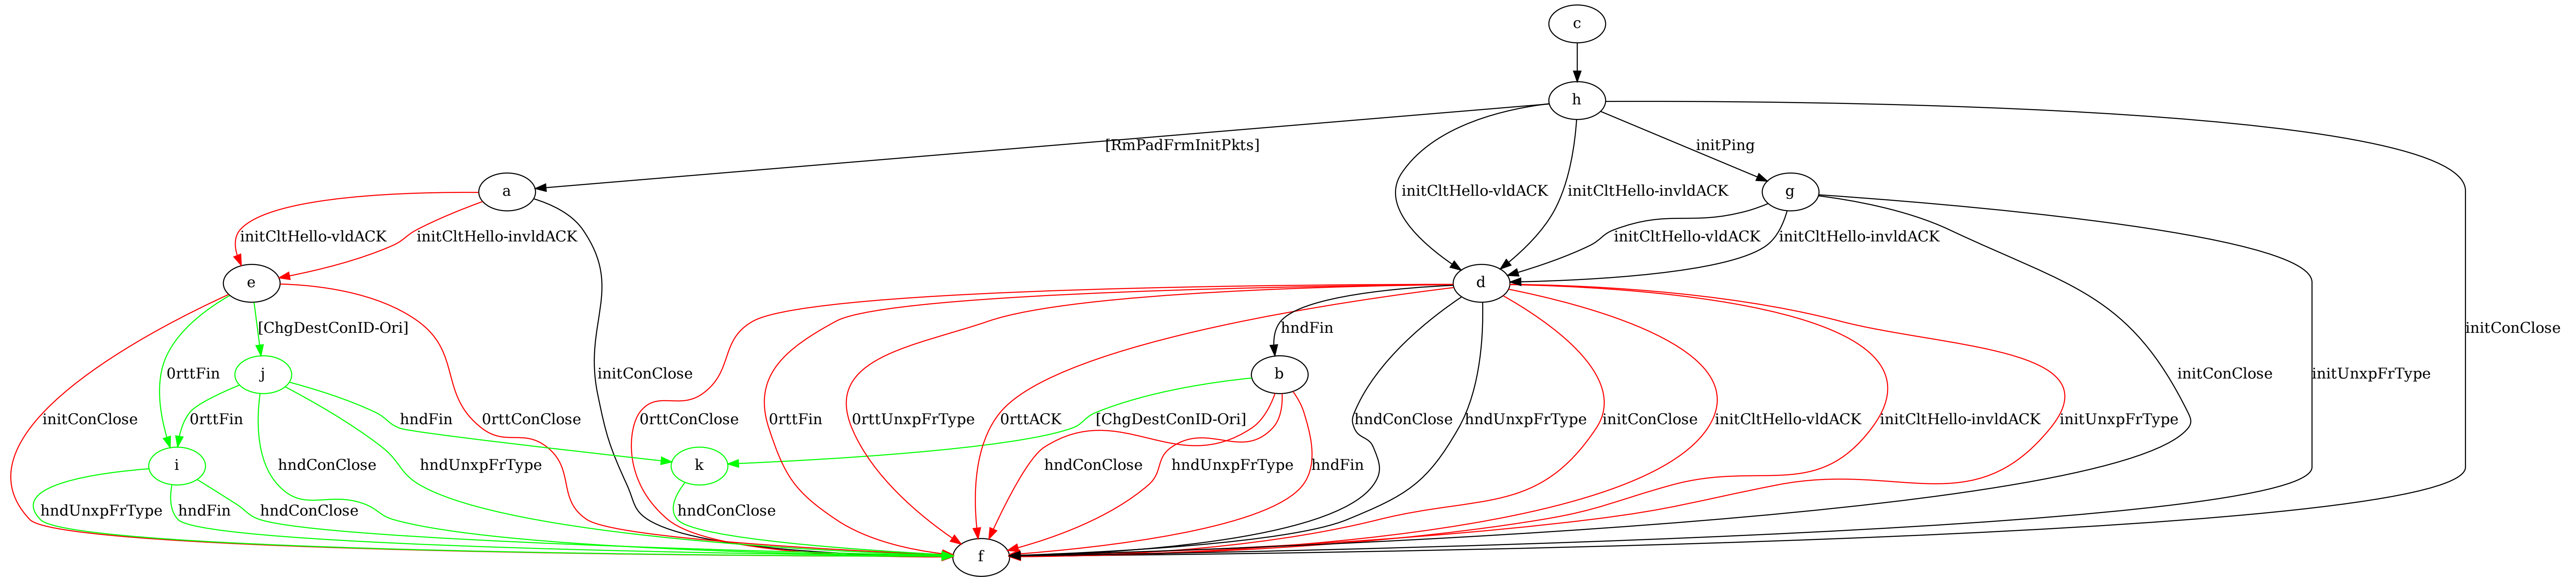 c
h
[RmPadFrmInitPkts]
initPing
a
initCltHello-vldACK
initCltHello-invldACK
g
initCltHello-vldACK
initCltHello-invldACK
initCltHello-vldACK
initCltHello-invldACK
e
d
[ChgDestConID-Ori]
hndFin
initConClose
0rttFin
j
initConClose
b
initConClose
initUnxpFrType
initConClose
0rttFin
hndFin
0rttConClose
0rttConClose
0rttFin
0rttUnxpFrType
0rttACK
[ChgDestConID-Ori]
hndConClose
hndUnxpFrType
initConClose
initCltHello-vldACK
initCltHello-invldACK
initUnxpFrType
i
hndConClose
hndUnxpFrType
k
hndConClose
hndUnxpFrType
hndFin
hndUnxpFrType
hndFin
hndConClose
hndConClose
f